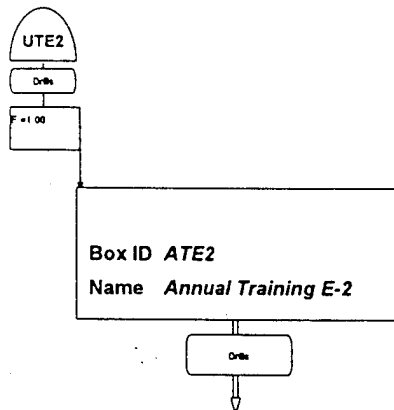 UTE2
Drills
F =1.00
Box ID ATE2
Name Annual Training E-2
Drills